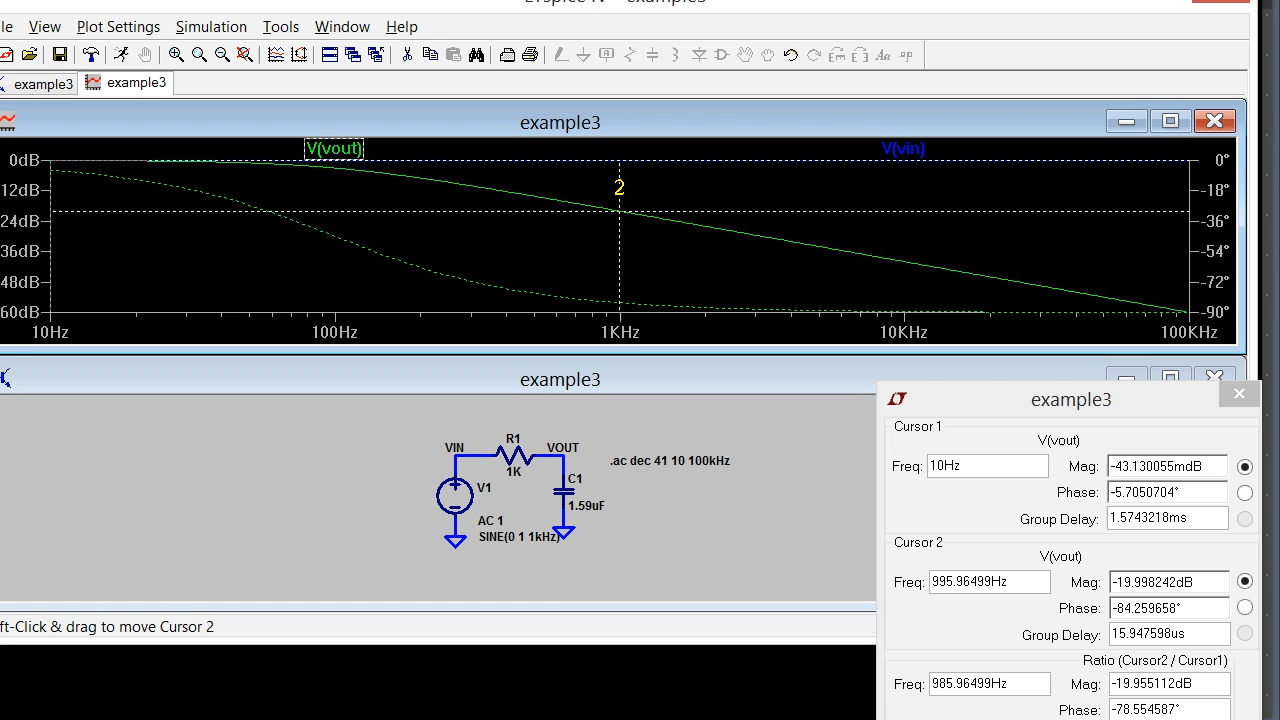 le View Plot Settings Simulation Tools Window Help
example3 example3
example3
V(vout) V(vin)
0dB 0°
12dB 2 -18°
24dB -36°
36dB -54°
48dB -72°
60dB -90°
10Hz 100Hz 1KHz 10KHz 100KHz
example3
VIN R1 VOUT
1K
.ac dec 41 10 100kHz
V1 C1
1.59uF
AC 1
SINE(0 1 1kHz)
ft-Click & drag to move Cursor 2
example3
Cursor 1
V(vout)
Freq: 10Hz Mag: -43.130055mdB
Phase: -5.7050704°
Group Delay: 1.5743218ms
Cursor 2
V(vout)
Freq: 995.96499Hz Mag: -19.998242dB
Phase: -84.259658°
Group Delay: 15.947598us
Ratio (Cursor2 / Cursor1)
Freq: 985.96499Hz Mag: -19.955112dB
Phase: -78.554587°